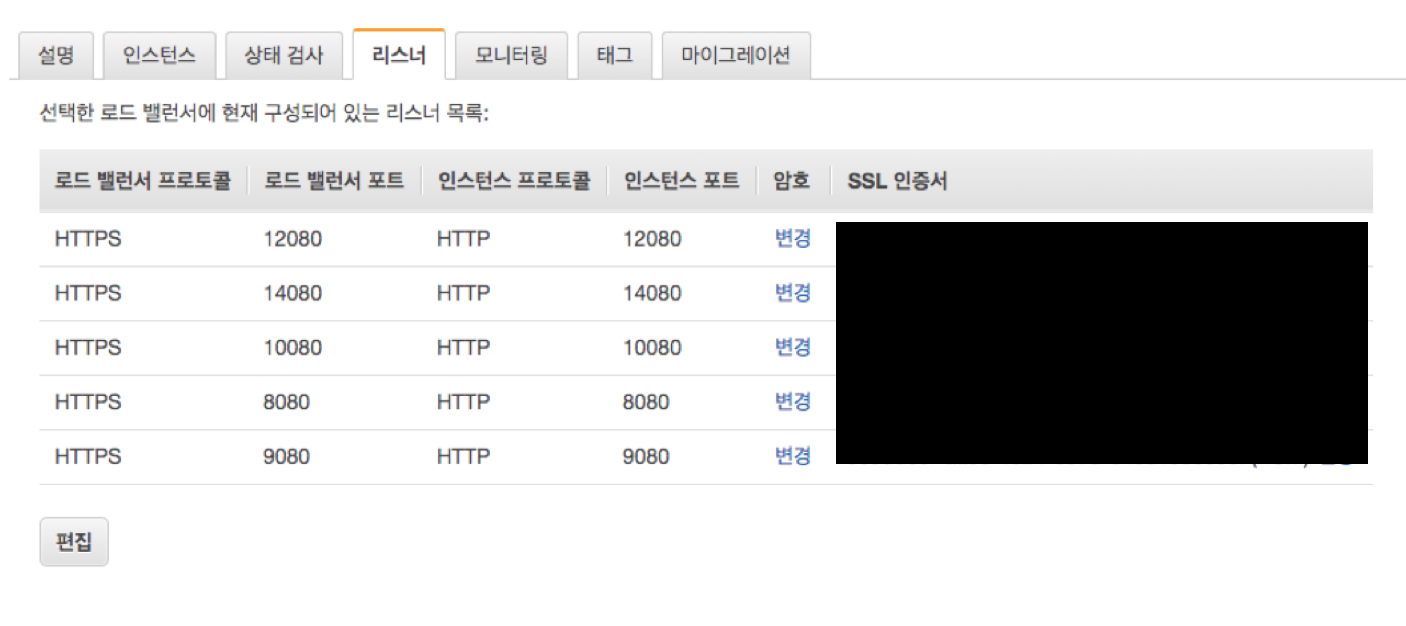 설명 인스턴스 상태 검사 리스너 모니터링 태그 마이그레이션
선택한 로드 밸런서에 현재 구성되어 있는 리스너 목록:
로드 밸런서 프로토콜 로드 밸런서 포트 인스턴스 프로토콜 인스턴스 포트 암호 SSL 인증서
HTTPS 12080 HTTP 12080 변경
HTTPS 14080 HTTP 14080 변경
HTTPS 10080 HTTP 10080 변경
HTTPS 8080 HTTP 8080 변경
HTTPS 9080 HTTP 9080 변경
편집